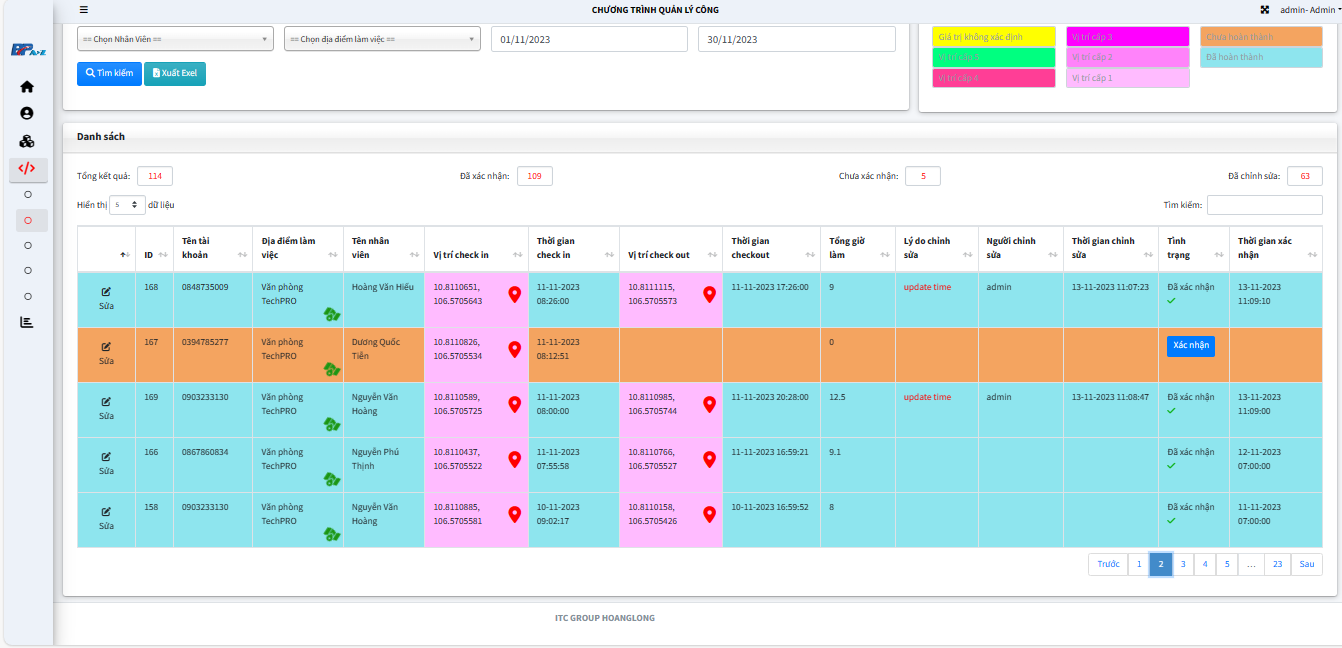 CHƯƠNG TRÌNH QUẢN LÝ CÔNG
admin- Admin
== Chọn Nhân Viên ==
== Chọn địa điểm làm việc ==
01/11/2023
30/11/2023
Tìm kiếm
Xuất Exel
Giá trị không xác định
Vị trí cấp 3
Chưa hoàn thành
Vị trí cấp 5
Vị trí cấp 2
Đã hoàn thành
Vị trí cấp 4
Vị trí cấp 1
Danh sách
Tổng kết quả: 114
Đã xác nhận: 109
Chưa xác nhận: 5
Đã chỉnh sửa: 63
Hiển thị 5 dữ liệu
Tìm kiếm:
ID
Tên tài
khoản
Địa điểm làm
việc
Tên nhân
viên
Vị trí check in
Thời gian
check in
Vị trí check out
Thời gian
checkout
Tổng giờ
làm
Lý do chỉnh
sửa
Người chỉnh
sửa
Thời gian chỉnh
sửa
Tình
trạng
Thời gian xác
nhận
Sửa
168
0848735009
Văn phòng
TechPRO
Hoàng Văn Hiếu
10.8110651,
106.5705643
11-11-2023
08:26:00
10.8111115,
106.5705573
11-11-2023 17:26:00
9
update time
admin
13-11-2023 11:07:23
Đã xác nhận
13-11-2023
11:09:10
Sửa
167
0394785277
Văn phòng
TechPRO
Dương Quốc
Tiến
10.8110826,
106.5705534
11-11-2023
08:12:51
0
Xác nhận
Sửa
169
0903233130
Văn phòng
TechPRO
Nguyễn Văn
Hoàng
10.8110589,
106.5705725
11-11-2023
08:00:00
10.8110985,
106.5705744
11-11-2023 20:28:00
12.5
update time
admin
13-11-2023 11:08:47
Đã xác nhận
13-11-2023
11:09:00
Sửa
166
0867860834
Văn phòng
TechPRO
Nguyễn Phú
Thịnh
10.8110437,
106.5705522
11-11-2023
07:55:58
10.8110766,
106.5705527
11-11-2023 16:59:21
9.1
Đã xác nhận
12-11-2023
07:00:00
Sửa
158
0903233130
Văn phòng
TechPRO
Nguyễn Văn
Hoàng
10.8110885,
106.5705581
10-11-2023
09:02:17
10.8110158,
106.5705426
10-11-2023 16:59:52
8
Đã xác nhận
11-11-2023
07:00:00
Trước 1 2 3 4 5 ... 23 Sau
ITC GROUP HOANGLONG